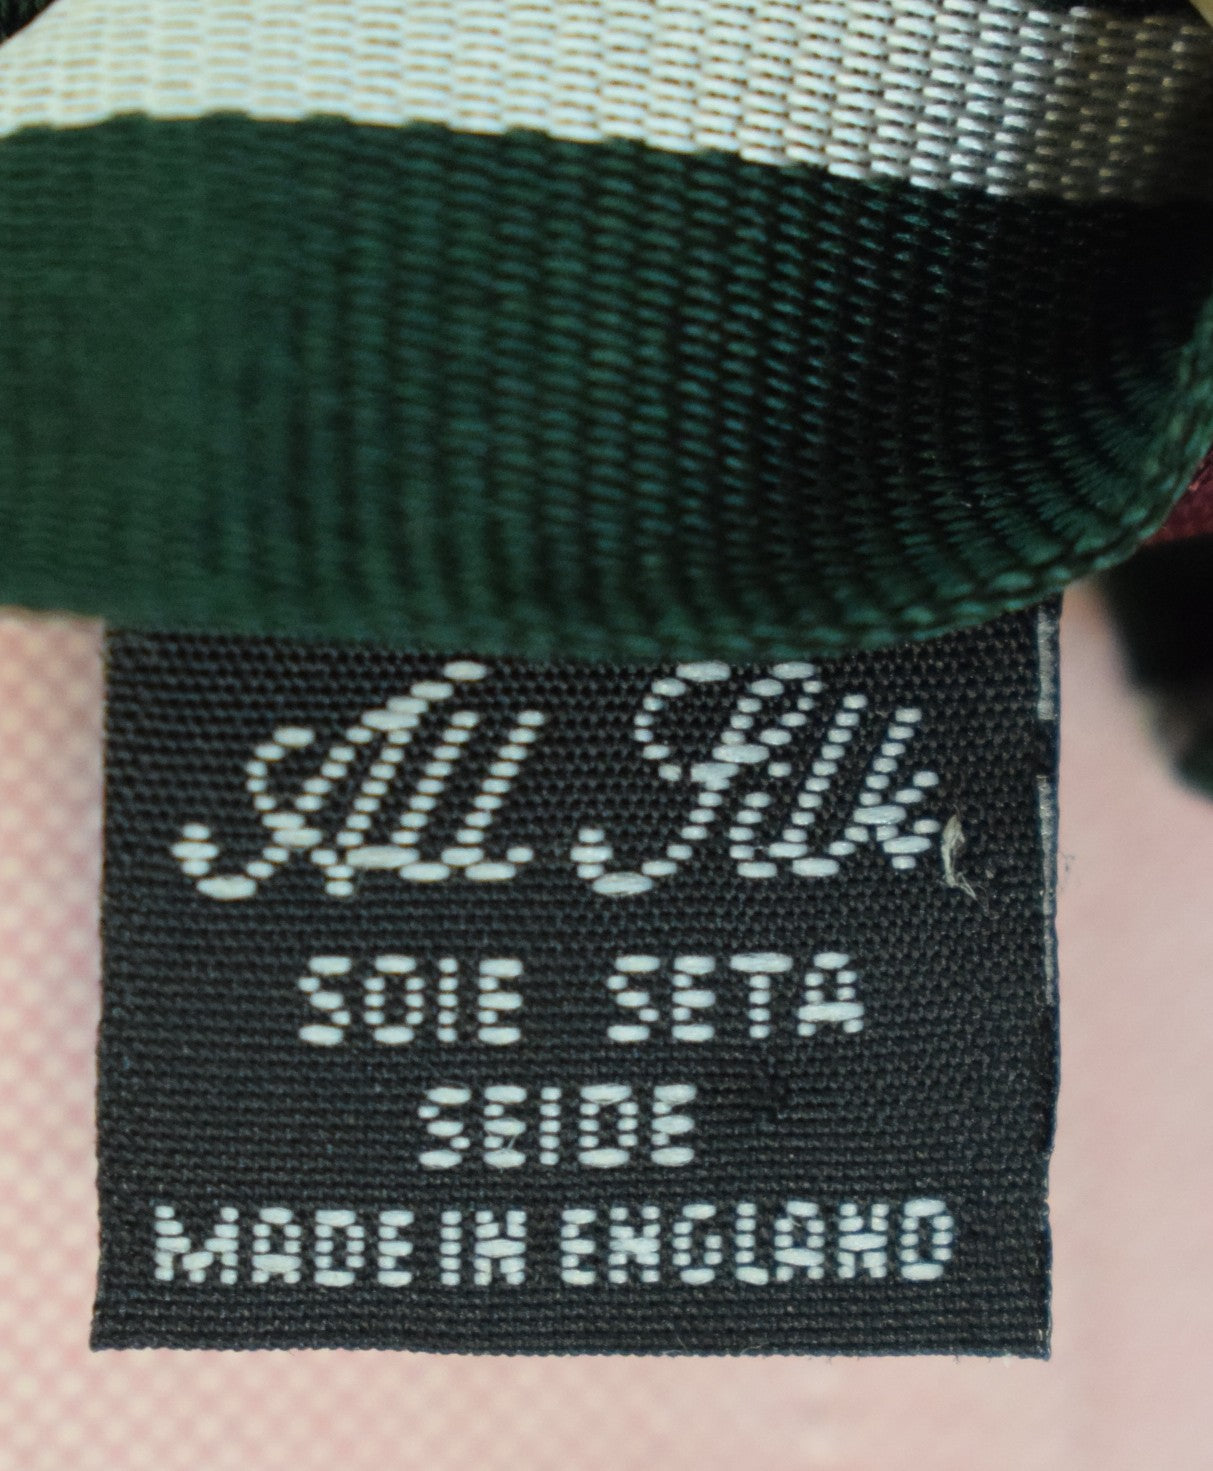 All Silk
SOIE SETA
SEIDE
MADE IN ENGLAND